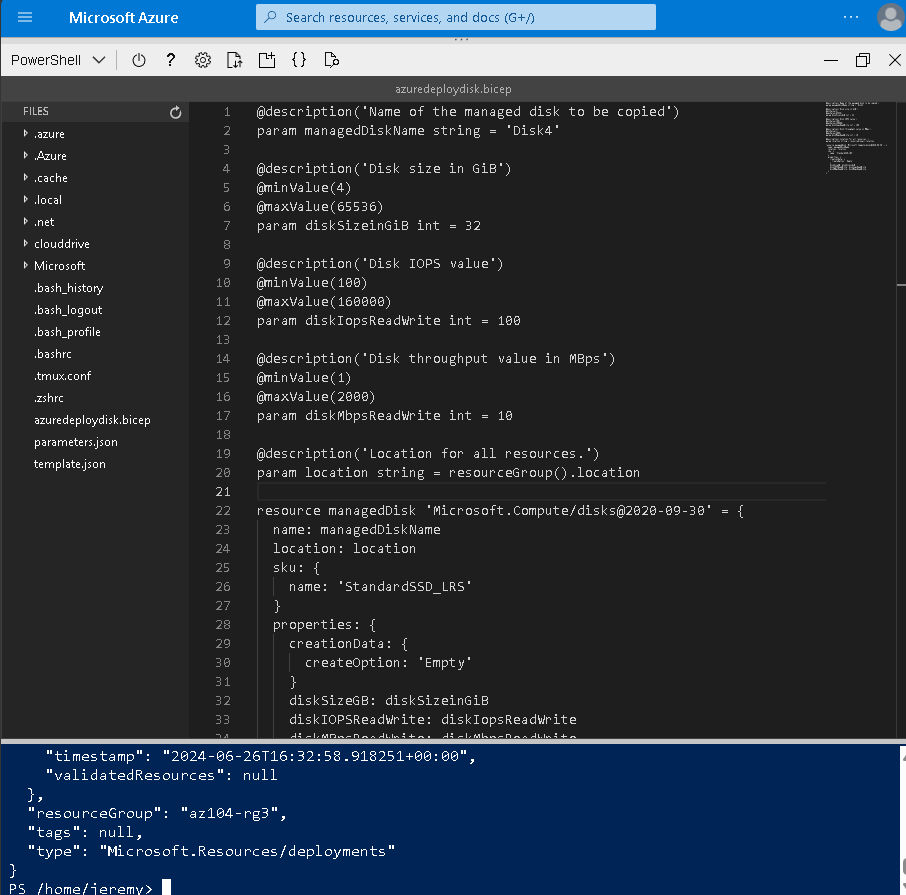 Microsoft Azure
Search resources, services, and docs (G+/)
PowerShell
azuredeploydisk.bicep
FILES
.azure
.Azure
.cache
.local
.net
clouddrive
Microsoft
.bash_history
.bash_logout
.bash_profile
.bashrc
.tmux.conf
.zshrc
azuredeploydisk.bicep
parameters.json
template.json
1 @description('Name of the managed disk to be copied')
2 param managedDiskName string = 'Disk4'
3
4 @description('Disk size in GiB')
5 @minValue(4)
6 @maxValue(65536)
7 param diskSizeinGiB int = 32
8
9 @description('Disk IOPS value')
10 @minValue(100)
11 @maxValue(160000)
12 param diskIopsReadWrite int = 100
13
14 @description('Disk throughput value in MBps')
15 @minValue(1)
16 @maxValue(2000)
17 param diskMbpsReadWrite int = 10
18
19 @description('Location for all resources.')
20 param location string = resourceGroup().location
21
22 resource managedDisk 'Microsoft.Compute/disks@2020-09-30' = {
23 name: managedDiskName
24 location: location
25 sku: {
26 name: 'StandardSSD_LRS'
27 }
28 properties: {
29 creationData: {
30 createOption: 'Empty'
31 }
32 diskSizeGB: diskSizeinGiB
33 diskIOPSReadWrite: diskIopsReadWrite
34 diskMBpsReadWrite: diskMbpsReadWrite
"timestamp": "2024-06-26T16:32:58.918251+00:00",
"validatedResources": null
},
"resourceGroup": "az104-rg3",
"tags": null,
"type": "Microsoft.Resources/deployments"
}
PS /home/jeremy>